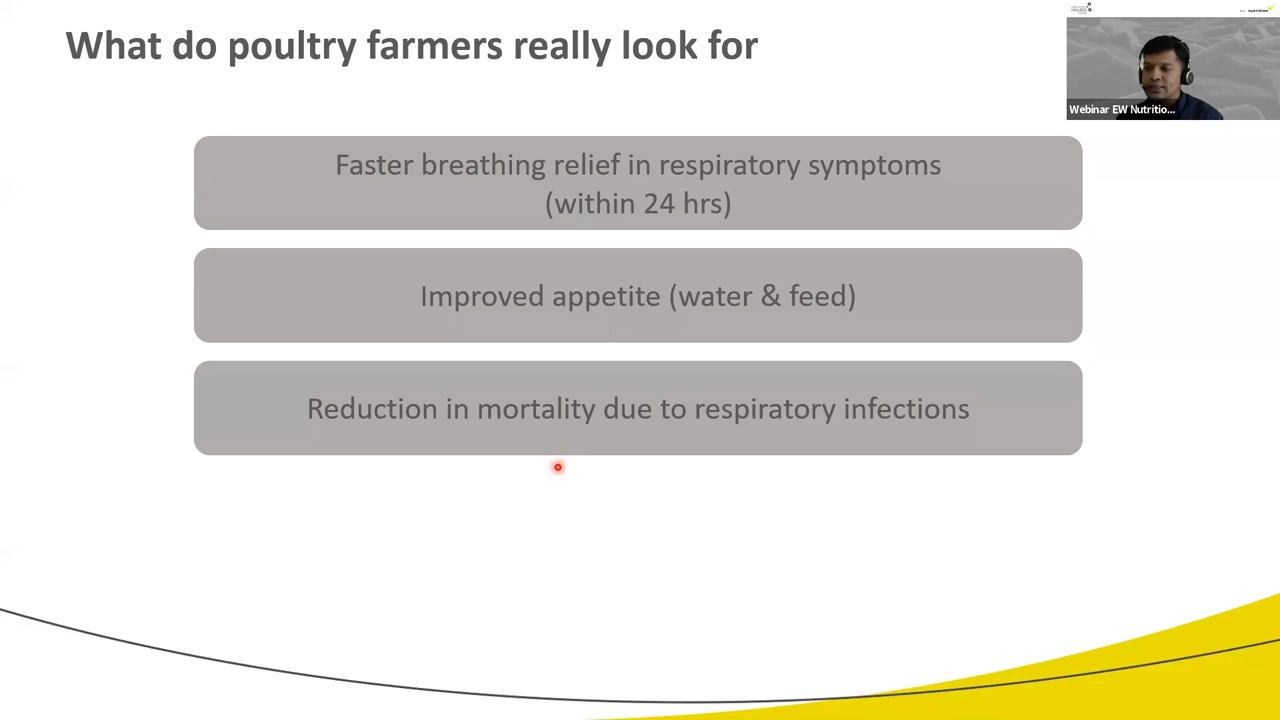 What do poultry farmers really look for
nutrition
Webinar EW Nutritio...
Faster breathing relief in respiratory symptoms
(within 24 hrs)
Improved appetite (water & feed)
Reduction in mortality due to respiratory infections